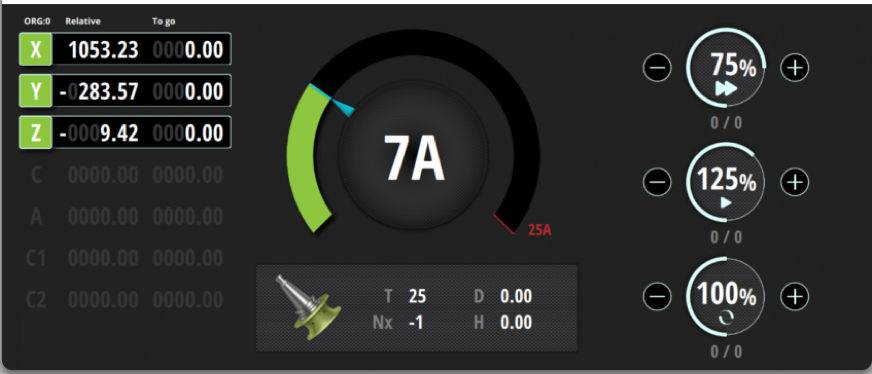 ORG:0 Relative To go
X 1053.23 0000.00
Y -0283.57 0000.00
Z -0009.42 0000.00
C 0000.00 0000.00
A 0000.00 0000.00
C1 0000.00 0000.00
C2 0000.00 0000.00
7A
25A
T 25 D 0.00
Nx -1 H 0.00
75%
0 / 0
125%
0 / 0
100%
0 / 0